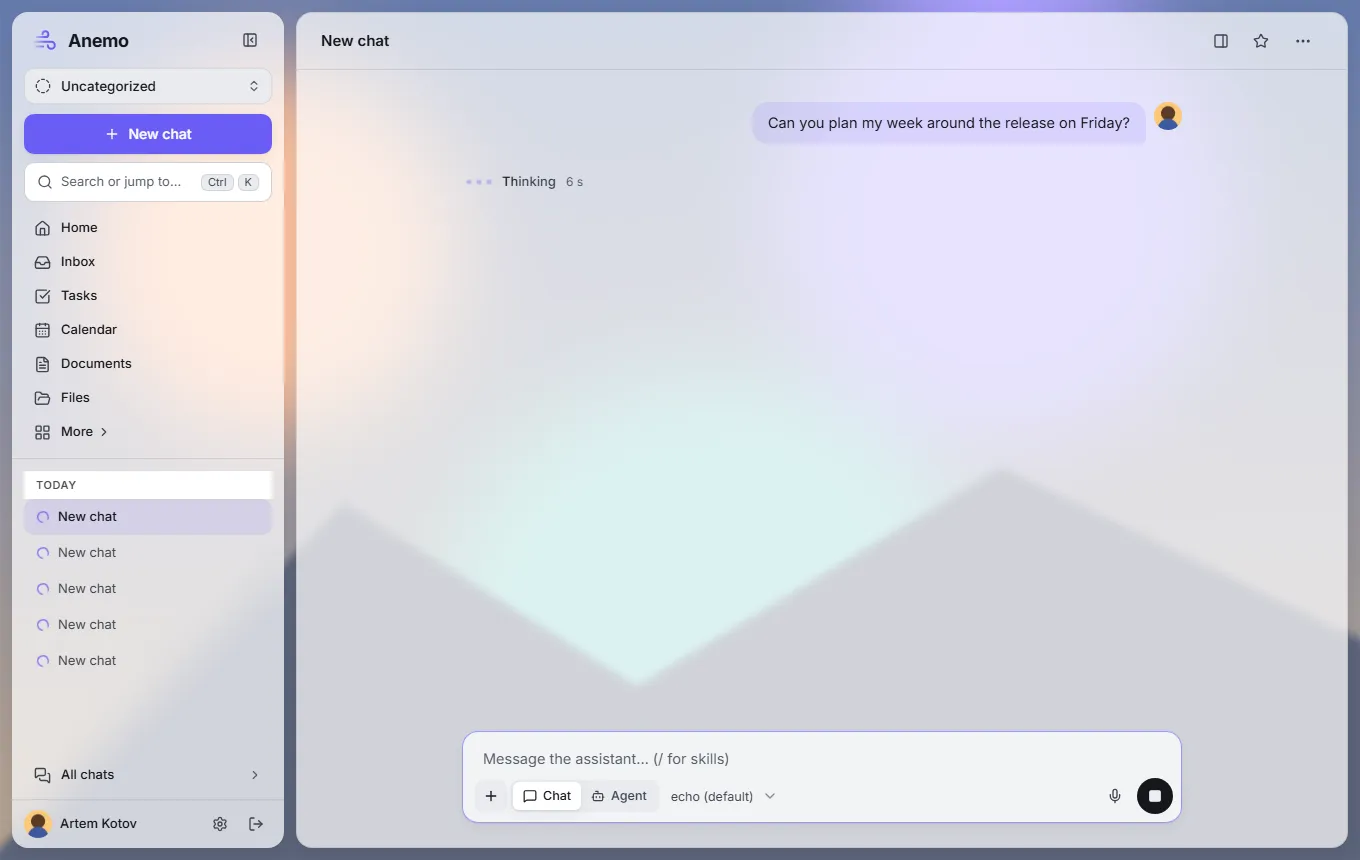 Anemo
Uncategorized
New chat
Search or jump to... Ctrl K
Home
Inbox
Tasks
Calendar
Documents
Files
More
TODAY
New chat
New chat
New chat
New chat
New chat
All chats
Artem Kotov
New chat
Can you plan my week around the release on Friday?
Thinking 6 s
Message the assistant... (/ for skills)
Chat Agent echo (default)